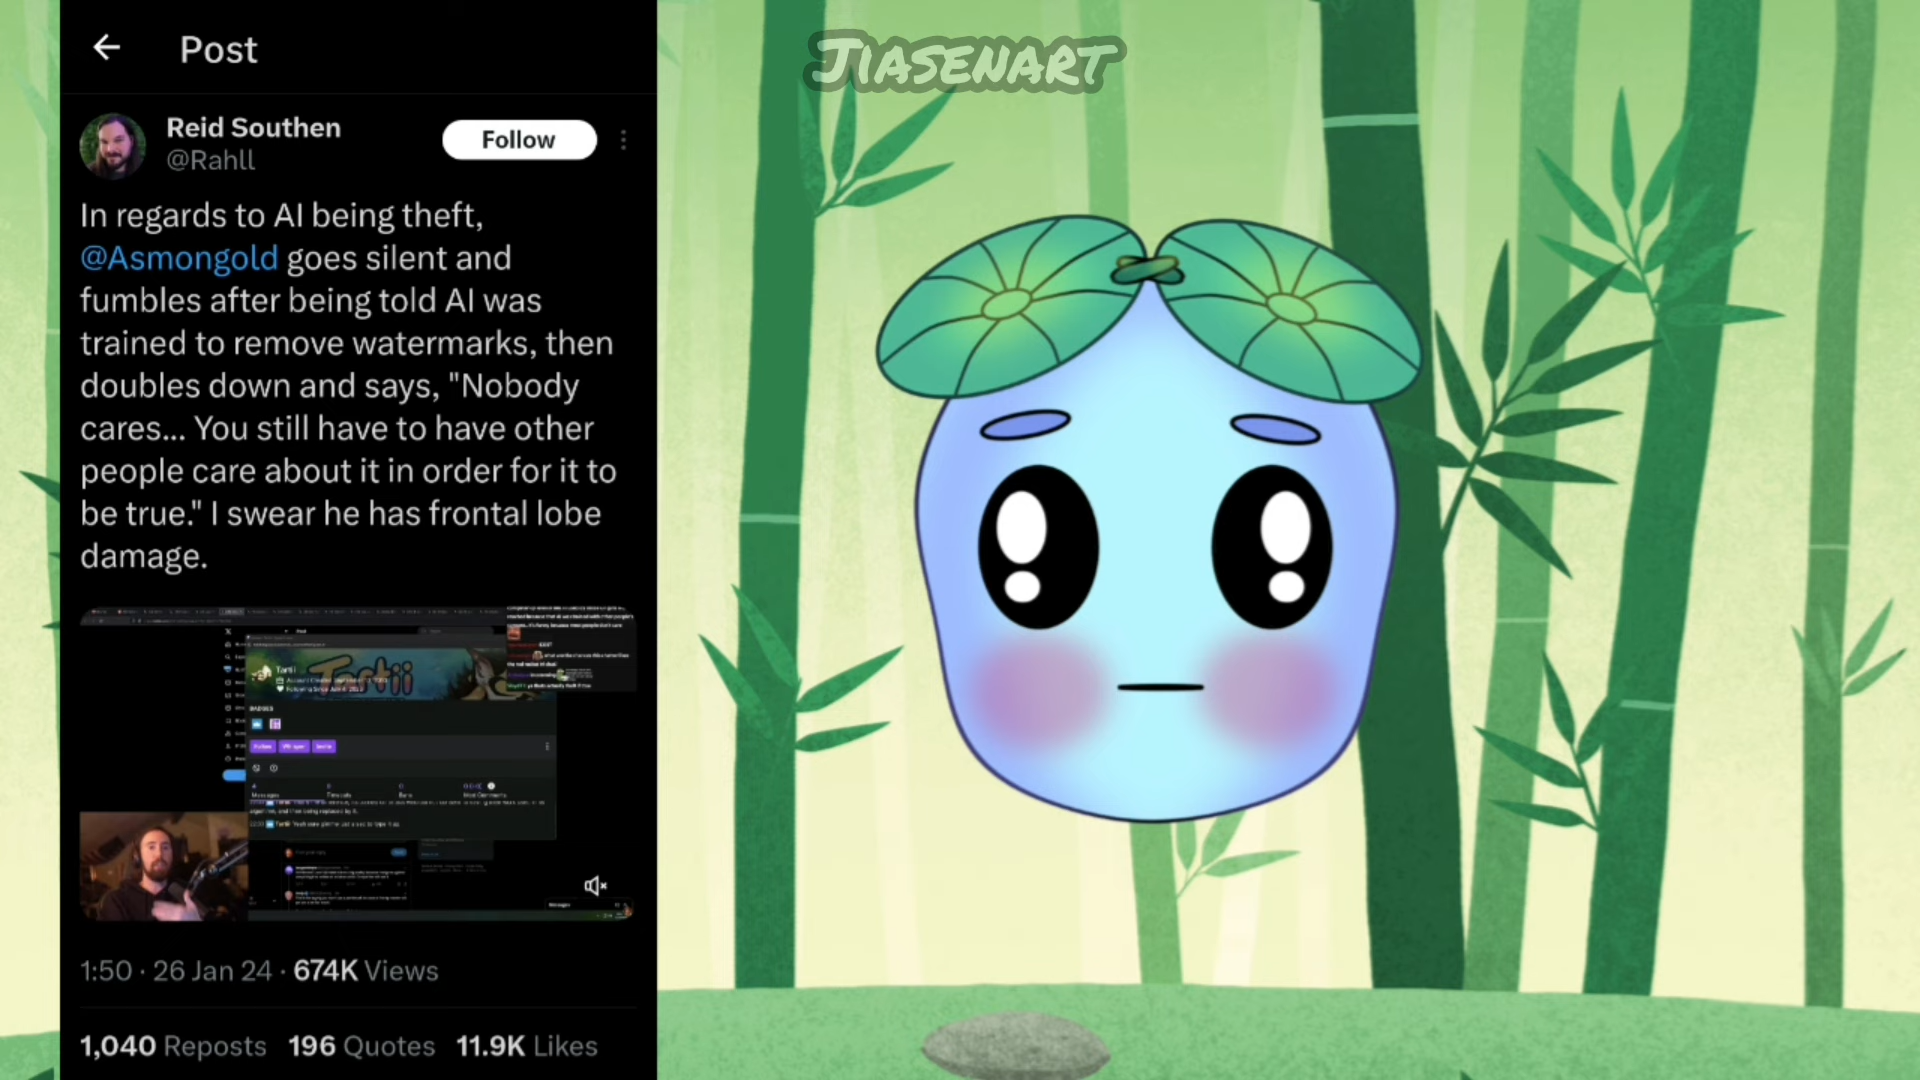 Post
JIASENART
Reid Southen
@Rahll
Follow
In regards to AI being theft,
@Asmongold goes silent and
fumbles after being told AI was
trained to remove watermarks, then
doubles down and says, "Nobody
cares... You still have to have other
people care about it in order for it to
be true." I swear he has frontal lobe
damage.
Tartii
Tartii
BADGES
1:50 · 26 Jan 24 · 674K Views
1,040 Reposts 196 Quotes 11.9K Likes